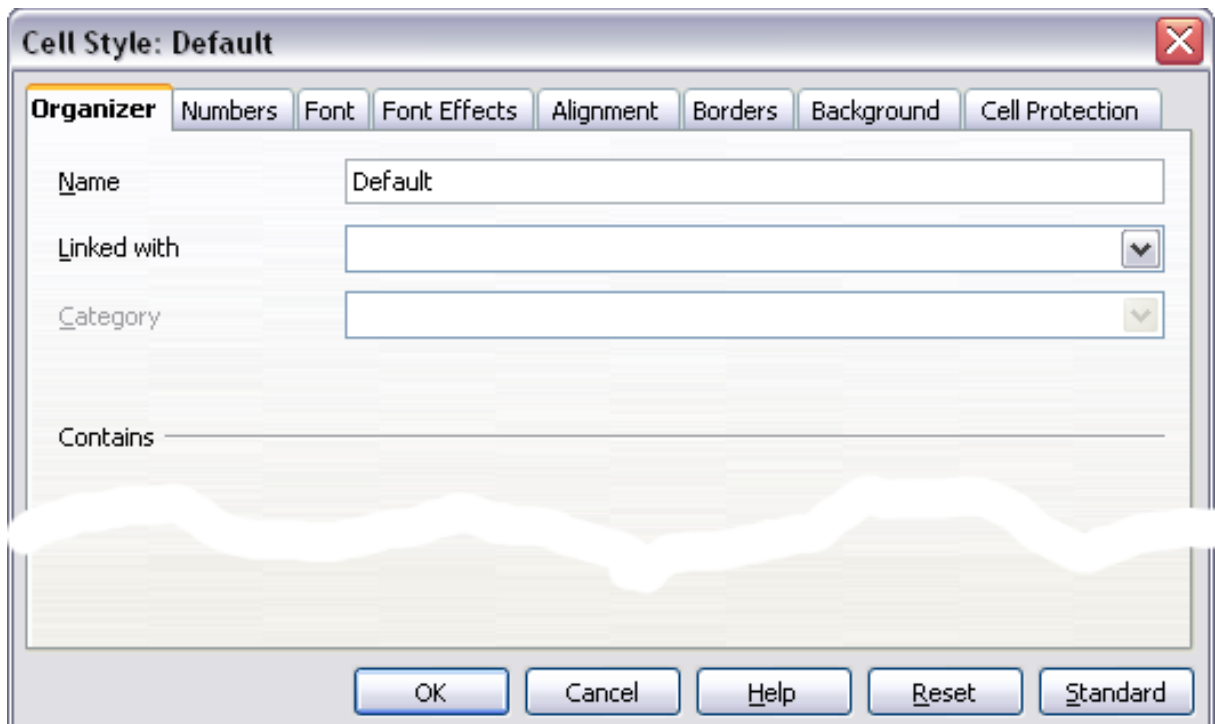 Cell Style: Default
Organizer Numbers Font Font Effects Alignment Borders Background Cell Protection
Name Default
Linked with
Category
Contains
OK Cancel Help Reset Standard